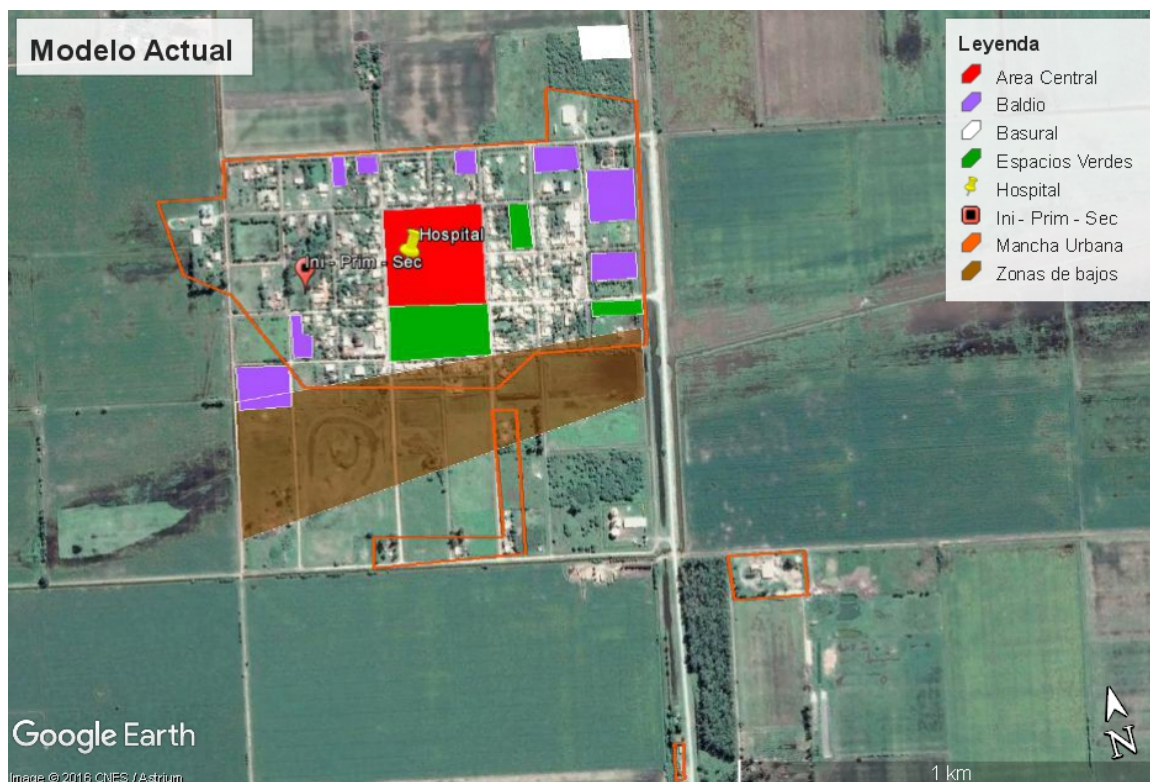 Modelo Actual
Leyenda
Area Central
Baldio
Basural
Espacios Verdes
Hospital
Ini - Prim - Sec
Mancha Urbana
Zonas de bajos
Hospital
Ini - Prim - Sec
Google Earth
N
Image © 2016 CNES / Astrium
1 km